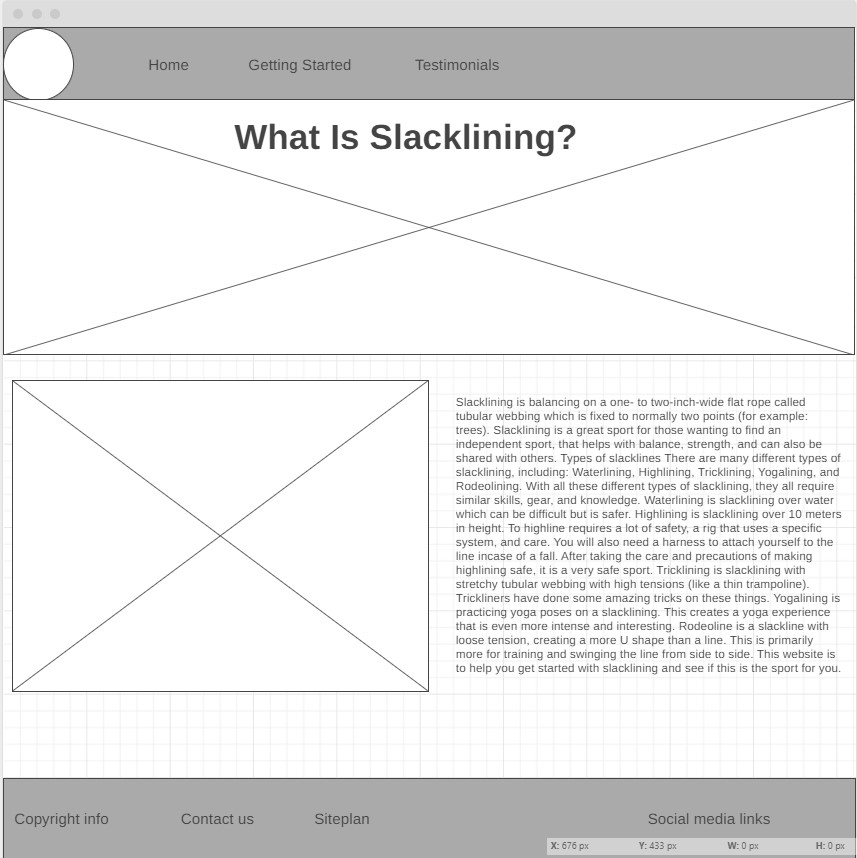 Home Getting Started Testimonials
What Is Slacklining?
Slacklining is balancing on a one- to two-inch-wide flat rope called
tubular webbing which is fixed to normally two points (for example:
trees). Slacklining is a great sport for those wanting to find an
independent sport, that helps with balance, strength, and can also be
shared with others. Types of slacklines There are many different types of
slacklining, including: Waterlining, Highlining, Tricklining, Yogalining, and
Rodeolining. With all these different types of slacklining, they all require
similar skills, gear, and knowledge. Waterlining is slacklining over water
which can be difficult but is safer. Highlining is slacklining over 10 meters
in height. To highline requires a lot of safety, a rig that uses a specific
system, and care. You will also need a harness to attach yourself to the
line incase of a fall. After taking the care and precautions of making
highlining safe, it is a very safe sport. Tricklining is slacklining with
stretchy tubular webbing with high tensions (like a thin trampoline).
Trickliners have done some amazing tricks on these things. Yogalining is
practicing yoga poses on a slacklining. This creates a yoga experience
that is even more intense and interesting. Rodeoline is a slackline with
loose tension, creating a more U shape than a line. This is primarily
more for training and swinging the line from side to side. This website is
to help you get started with slacklining and see if this is the sport for you.
Copyright info Contact us Siteplan Social media links
X: 676 px Y: 433 px W: 0 px H: 0 px